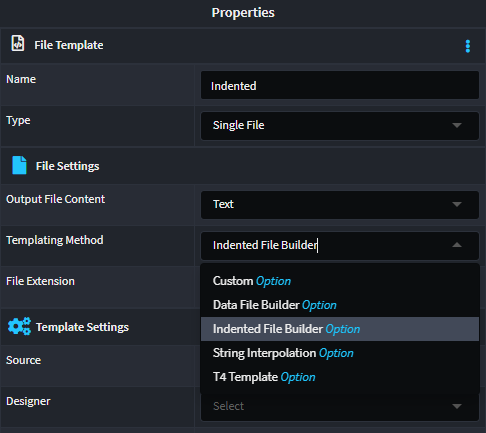 Properties
File Template
Name Indented
Type Single File
File Settings
Output File Content Text
Templating Method Indented File Builder
File Extension
Custom Option
Data File Builder Option
Template Settings
Indented File Builder Option
String Interpolation Option
Source
T4 Template Option
Designer Select